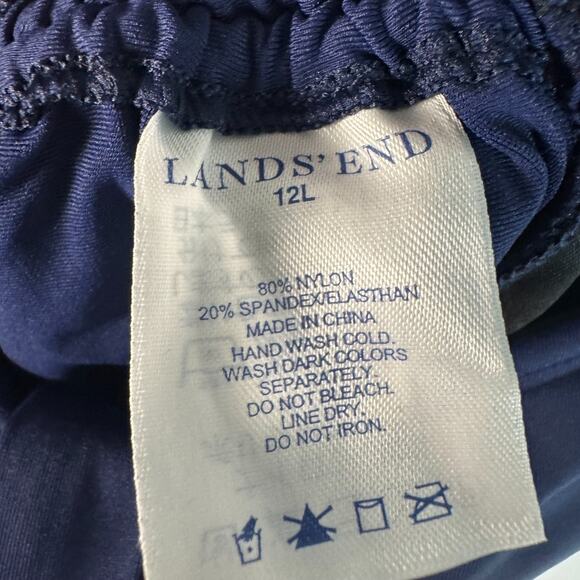 LANDS' END
12L
80% NYLON
20% SPANDEX/ELASTHAN
MADE IN CHINA
HAND WASH COLD.
WASH DARK COLORS
SEPARATELY.
DO NOT BLEACH.
LINE DRY.
DO NOT IRON.